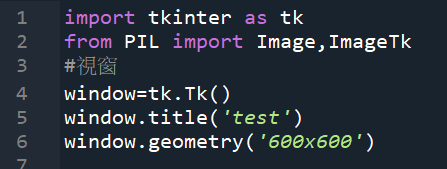 1 import tkinter as tk
2 from PIL import Image,ImageTk
3 #視窗
4 window=tk.Tk()
5 window.title('test')
6 window.geometry('600x600')
7